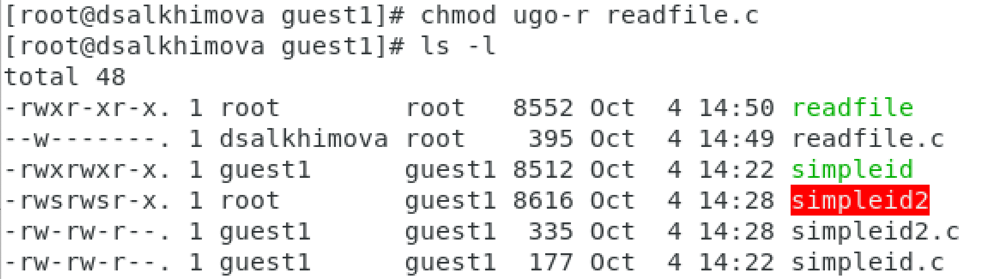 [root@dsalkhimova guest1]# chmod ugo-r readfile.c
[root@dsalkhimova guest1]# ls -l
total 48
-rwxr-xr-x. 1 root        root   8552 Oct  4 14:50 readfile
--w-------. 1 dsalkhimova root    395 Oct  4 14:49 readfile.c
-rwxrwxr-x. 1 guest1      guest1 8512 Oct  4 14:22 simpleid
-rwsrwsr-x. 1 root        guest1 8616 Oct  4 14:28 simpleid2
-rw-rw-r--. 1 guest1      guest1  335 Oct  4 14:28 simpleid2.c
-rw-rw-r--. 1 guest1      guest1  177 Oct  4 14:22 simpleid.c